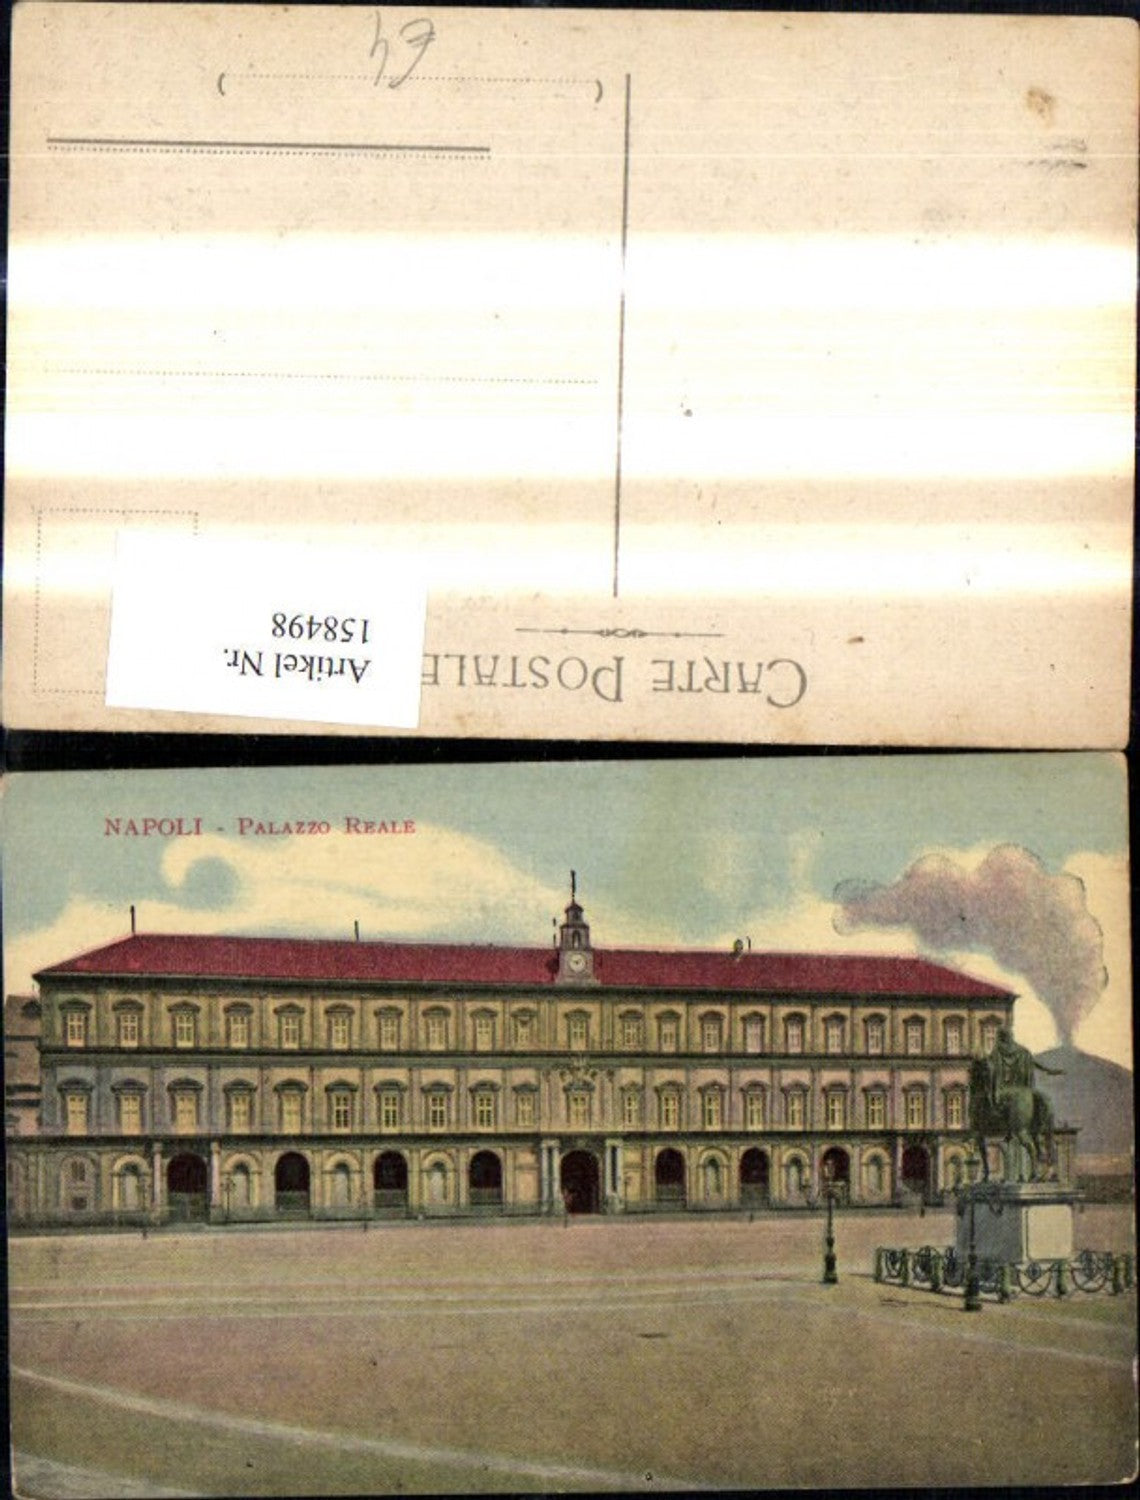 CARTE POSTALE
Artikel Nr.
158498
NAPOLI - PALAZZO REALE